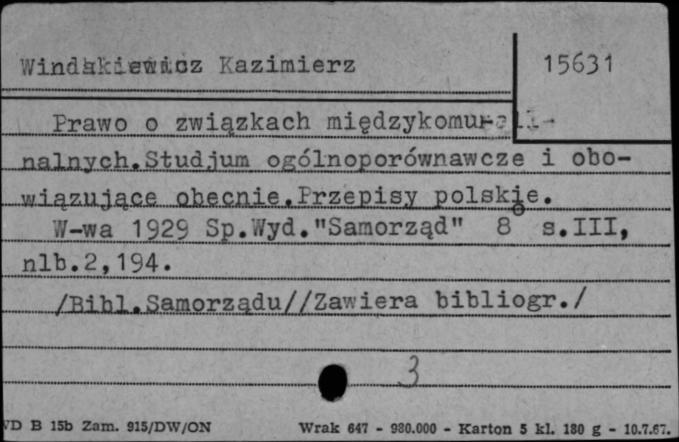 Windakiewicz Kazimierz
15631
Prawo o związkach międzykomu-
nalnych.Studjum ogólnoporównawcze i obo-
wiązujące obecnie.Przepisy polskie.
W-wa 1929 Sp.Wyd."Samorząd" 8° s.III,
nlb.2,194.
/Bibl.Samorządu//Zawiera bibliogr./
3
D B 15b Zam. 915/DW/ON Wrak 647 - 980.000 - Karton 5 kl. 180 g - 10.7.67.